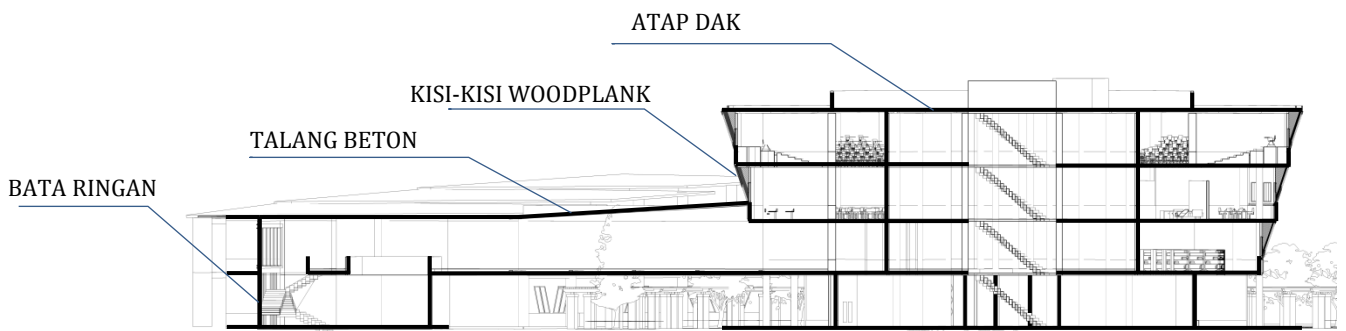 ATAP DAK
KISI-KISI WOODPLANK
TALANG BETON
BATA RINGAN